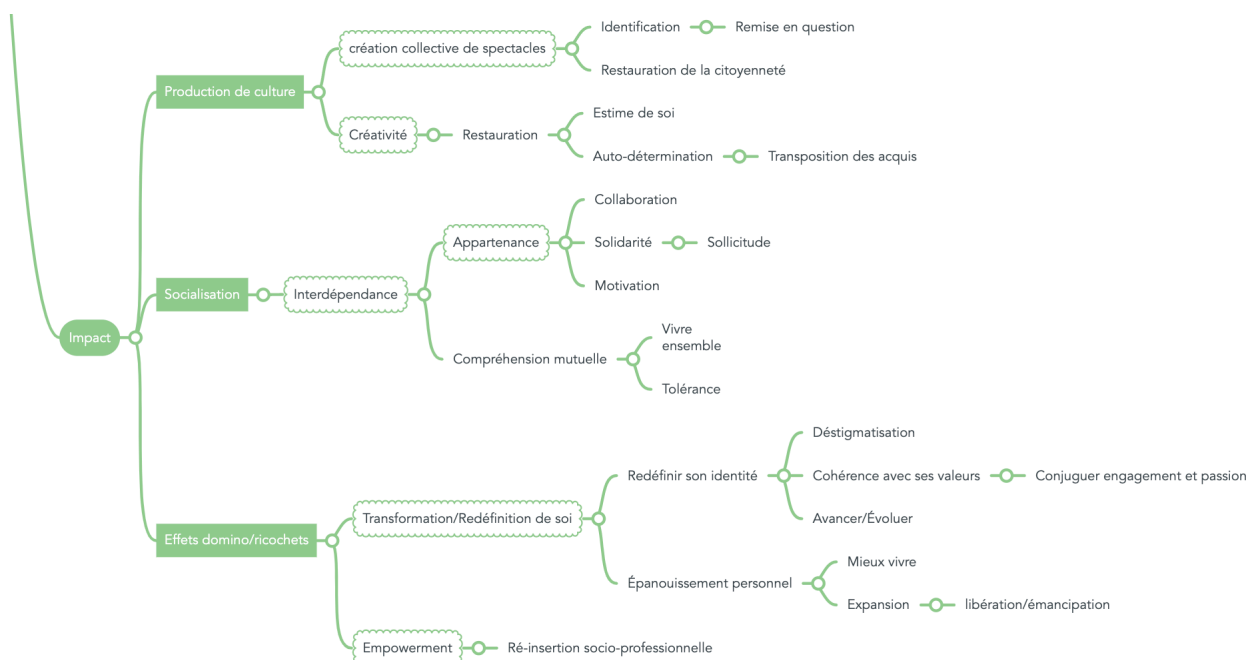 Impact
Production de culture
création collective de spectacles
Identification
Remise en question
Restauration de la citoyenneté
Créativité
Restauration
Estime de soi
Auto-détermination
Transposition des acquis
Socialisation
Interdépendance
Appartenance
Collaboration
Solidarité
Sollicitude
Motivation
Compréhension mutuelle
Vivre
ensemble
Tolérance
Effets domino/ricochets
Transformation/Redéfinition de soi
Redéfinir son identité
Déstigmatisation
Cohérence avec ses valeurs
Conjuguer engagement et passion
Avancer/Évoluer
Épanouissement personnel
Mieux vivre
Expansion
libération/émancipation
Empowerment
Ré-insertion socio-professionnelle